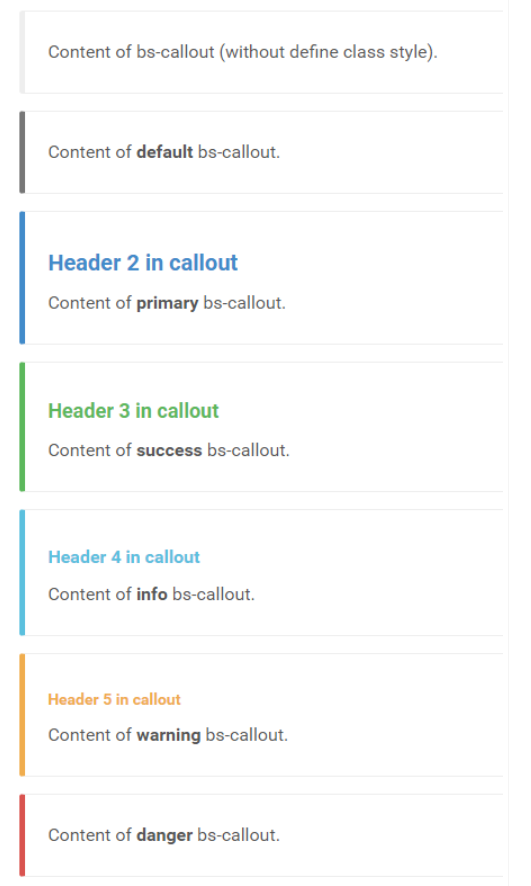 Content of bs-callout (without define class style).
Content of default bs-callout.
Header 2 in callout
Content of primary bs-callout.
Header 3 in callout
Content of success bs-callout.
Header 4 in callout
Content of info bs-callout.
Header 5 in callout
Content of warning bs-callout.
Content of danger bs-callout.